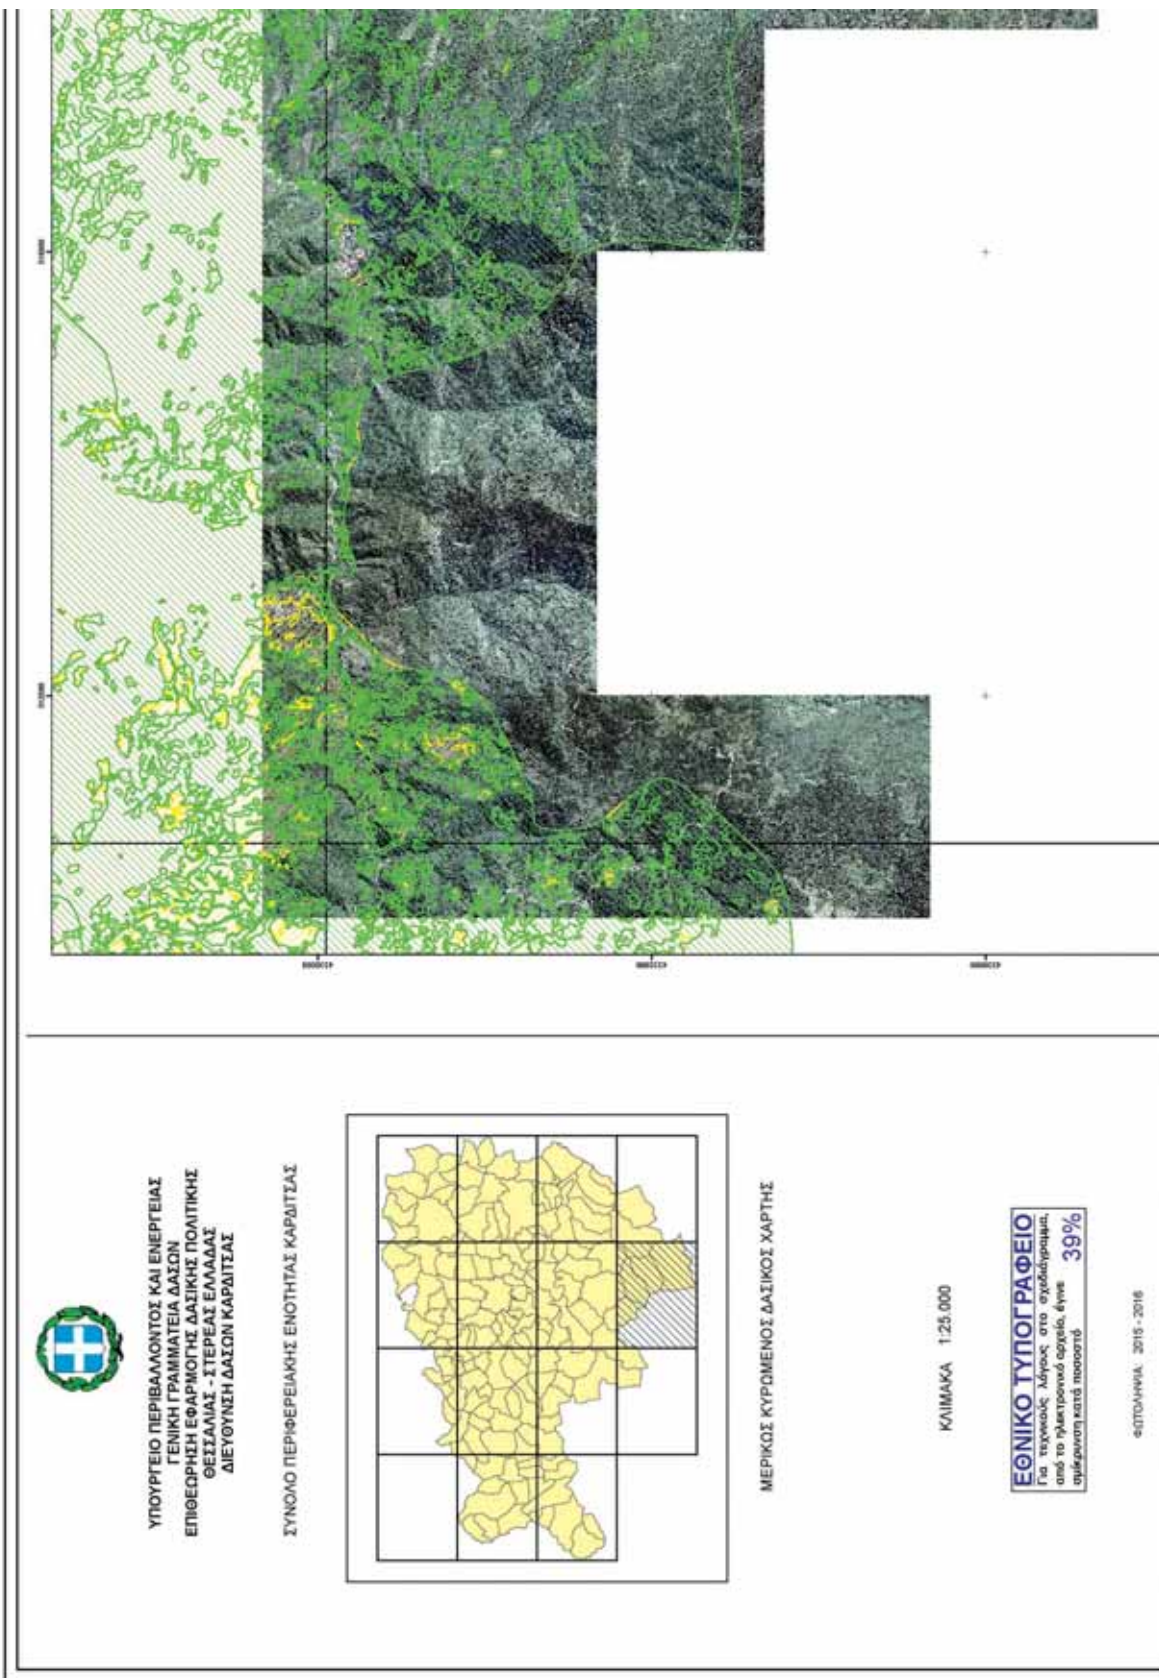 ΥΠΟΥΡΓΕΙΟ ΠΕΡΙΒΑΛΛΟΝΤΟΣ ΚΑΙ ΕΝΕΡΓΕΙΑΣ
ΓΕΝΙΚΗ ΓΡΑΜΜΑΤΕΙΑ ΔΑΣΩΝ
ΕΠΙΘΕΩΡΗΣΗ ΕΦΑΡΜΟΓΗΣ ΔΑΣΙΚΗΣ ΠΟΛΙΤΙΚΗΣ
ΘΕΣΣΑΛΙΑΣ - ΣΤΕΡΕΑΣ ΕΛΛΑΔΑΣ
ΔΙΕΥΘΥΝΣΗ ΔΑΣΩΝ ΚΑΡΔΙΤΣΑΣ
ΣΥΝΟΛΟ ΠΕΡΙΦΕΡΕΙΑΚΗΣ ΕΝΟΤΗΤΑΣ ΚΑΡΔΙΤΣΑΣ
ΜΕΡΙΚΩΣ ΚΥΡΩΜΕΝΟΣ ΔΑΣΙΚΟΣ ΧΑΡΤΗΣ
ΚΛΙΜΑΚΑ 1:25.000
ΕΘΝΙΚΟ ΤΥΠΟΓΡΑΦΕΙΟ
Για τεχνικούς λόγους στο σχεδιάγραμμα,
από το ηλεκτρονικό αρχείο, έγινε
σμίκρυνση κατά ποσοστό 39%
ΦΩΤΟΛΗΨΙΑ: 2015 - 2016